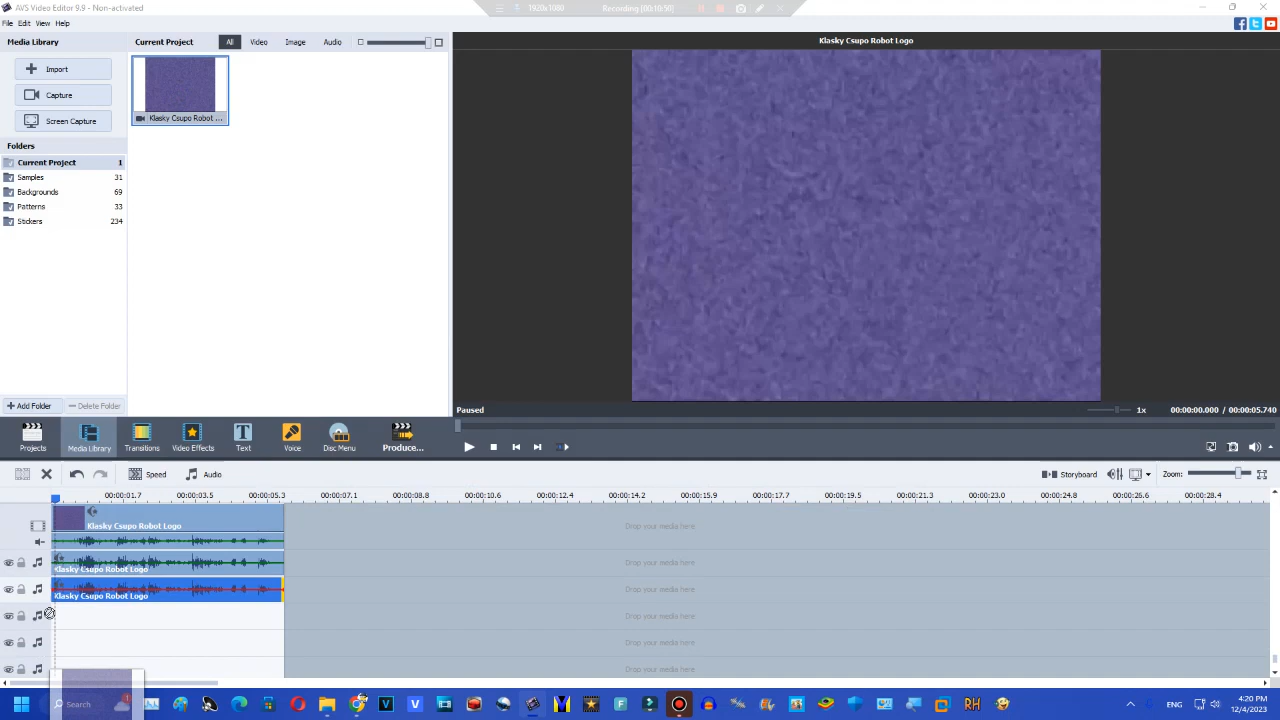 AVS Video Editor 9.9 - Non-activated
1920x1080
Recording [00:10:50]
File Edit View Help
Media Library
Import
Capture
Screen Capture
Folders
Current Project 1
Samples 31
Backgrounds 69
Patterns 33
Stickers 234
+ Add Folder
Delete Folder
Current Project
All Video Image Audio
Klasky Csupo Robot ...
Klasky Csupo Robot Logo
Paused
1x
00:00:00.000 / 00:00:05.740
Projects
Media Library
Transitions
Video Effects
Text
Voice
Disc Menu
Produce...
Speed
Audio
Storyboard
Zoom:
00:00:01.7 00:00:03.5 00:00:05.3 00:00:07.1 00:00:08.8 00:00:10.6 00:00:12.4 00:00:14.2 00:00:15.9 00:00:17.7 00:00:19.5 00:00:21.3 00:00:23.0 00:00:24.8 00:00:26.6 00:00:28.4
Klasky Csupo Robot Logo
Drop your media here
Klasky Csupo Robot Logo
Drop your media here
Klasky Csupo Robot Logo
Drop your media here
Drop your media here
Drop your media here
Drop your media here
Search
ENG
4:20 PM
12/4/2023